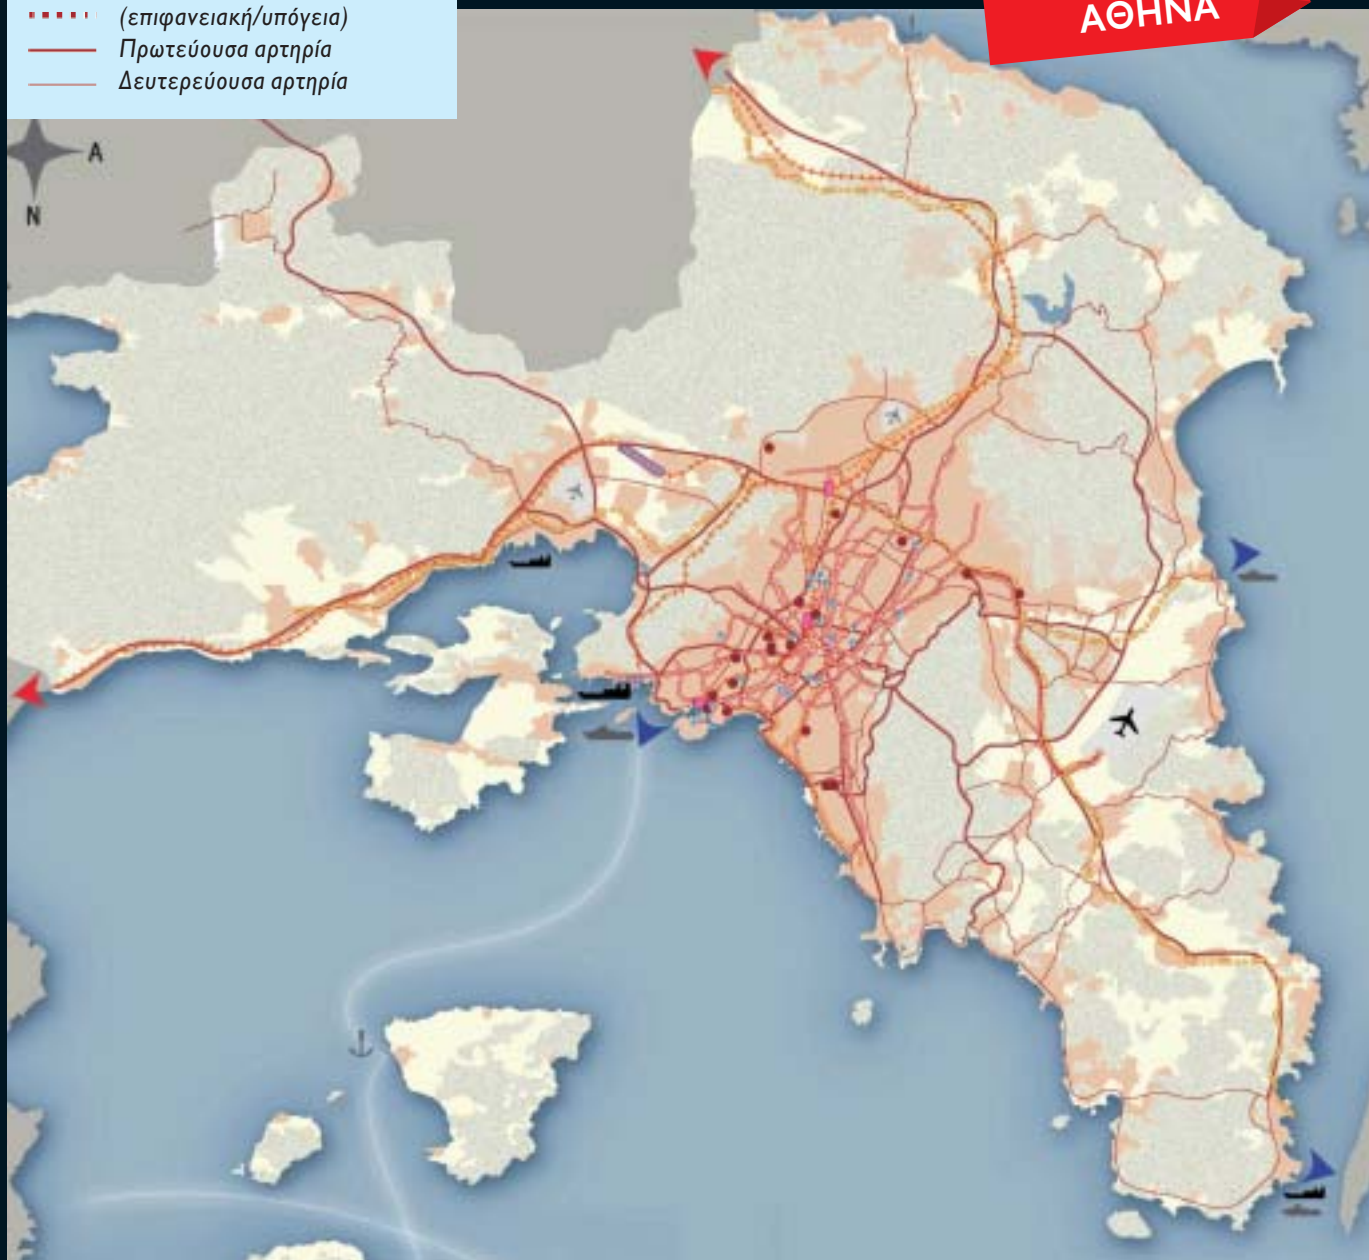 (επιφανειακή/υπόγεια)
Πρωτεύουσα αρτηρία
Δευτερεύουσα αρτηρία
ΑΘΗΝΑ
Α
Ν